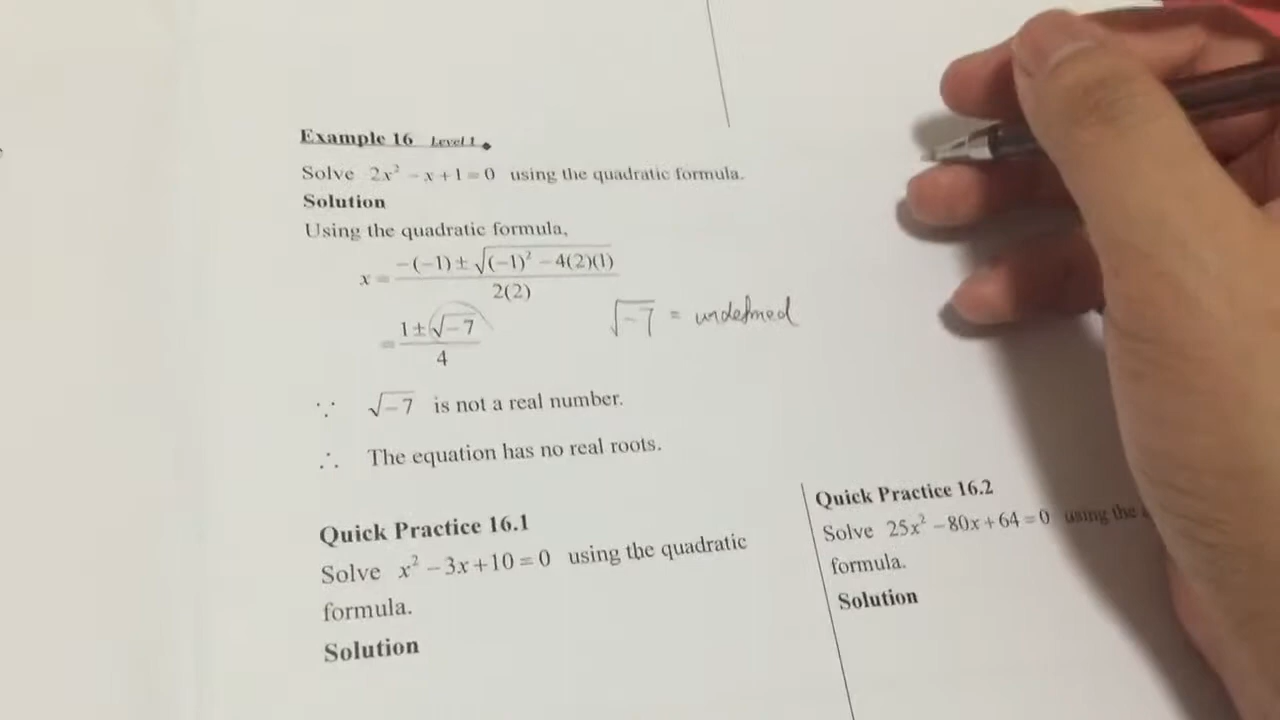 Example 16 Level 1
Solve 2x² − x + 1 = 0 using the quadratic formula.
Solution
Using the quadratic formula,
x = −(−1) ± √(−1)² − 4(2)(1)
2(2)
= 1 ± √−7
4
√−7 = undefined
∵ √−7 is not a real number.
∴ The equation has no real roots.
Quick Practice 16.1
Solve x² − 3x + 10 = 0 using the quadratic
formula.
Solution
Quick Practice 16.2
Solve 25x² − 80x + 64 = 0 using the
formula.
Solution